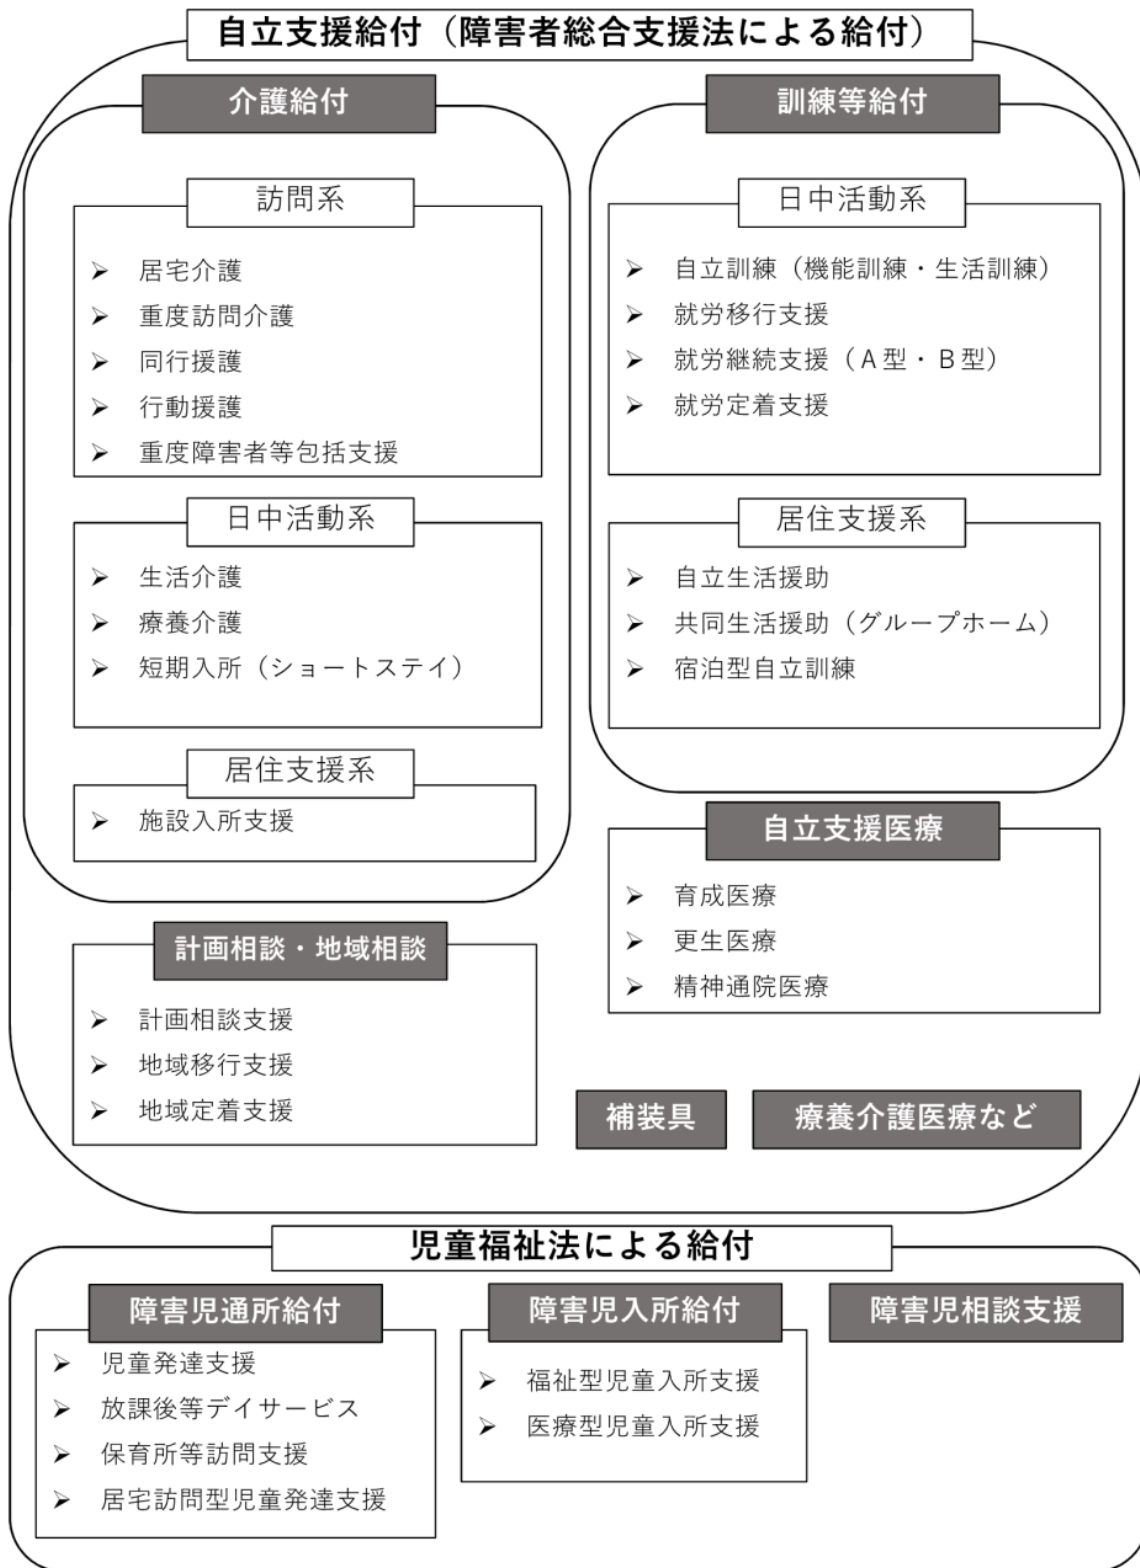 自立支援給付（障害者総合支援法による給付）
介護給付
訪問系
➢ 居宅介護
➢ 重度訪問介護
➢ 同行援護
➢ 行動援護
➢ 重度障害者等包括支援
日中活動系
➢ 生活介護
➢ 療養介護
➢ 短期入所（ショートステイ）
居住支援系
➢ 施設入所支援
訓練等給付
日中活動系
➢ 自立訓練（機能訓練・生活訓練）
➢ 就労移行支援
➢ 就労継続支援（Ａ型・Ｂ型）
➢ 就労定着支援
居住支援系
➢ 自立生活援助
➢ 共同生活援助（グループホーム）
➢ 宿泊型自立訓練
自立支援医療
➢ 育成医療
➢ 更生医療
➢ 精神通院医療
計画相談・地域相談
➢ 計画相談支援
➢ 地域移行支援
➢ 地域定着支援
補装具
療養介護医療など
児童福祉法による給付
障害児通所給付
➢ 児童発達支援
➢ 放課後等デイサービス
➢ 保育所等訪問支援
➢ 居宅訪問型児童発達支援
障害児入所給付
➢ 福祉型児童入所支援
➢ 医療型児童入所支援
障害児相談支援